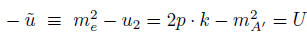 − ũ ≡ m_e^2 − u_2 = 2p · k − m_{A'}^2 = U